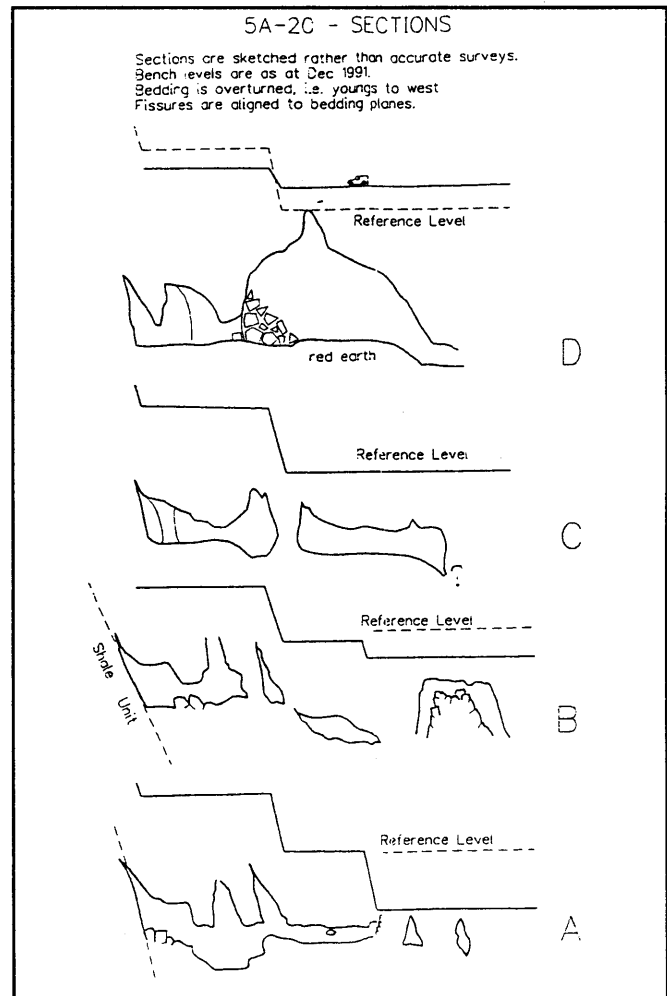 5A-2C - SECTIONS
Sections are sketched rather than accurate surveys.
Bench levels are as at Dec 1991.
Bedding is overturned, i.e. youngs to west
Fissures are aligned to bedding planes.
Reference Level
red earth
D
Reference Level
C
?
Reference Level
Shale
Unit
B
Reference Level
A